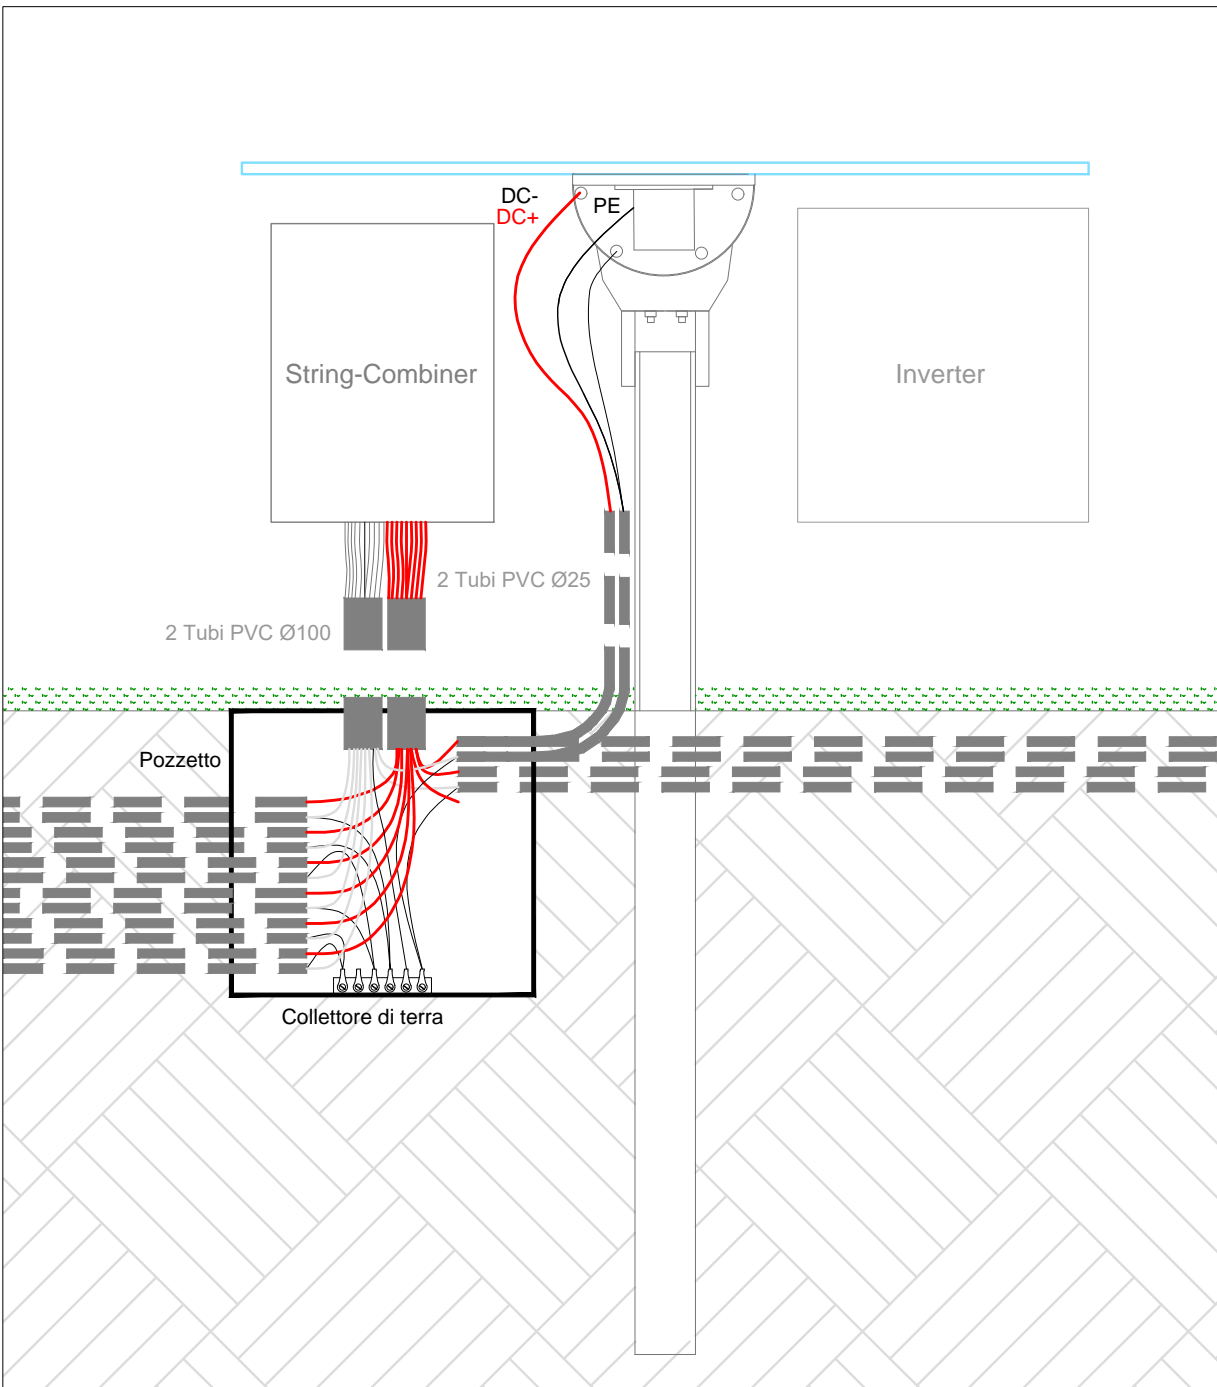 DC-
DC+
PE
String-Combiner
Inverter
2 Tubi PVC Ø25
2 Tubi PVC Ø100
Pozzetto
Collettore di terra